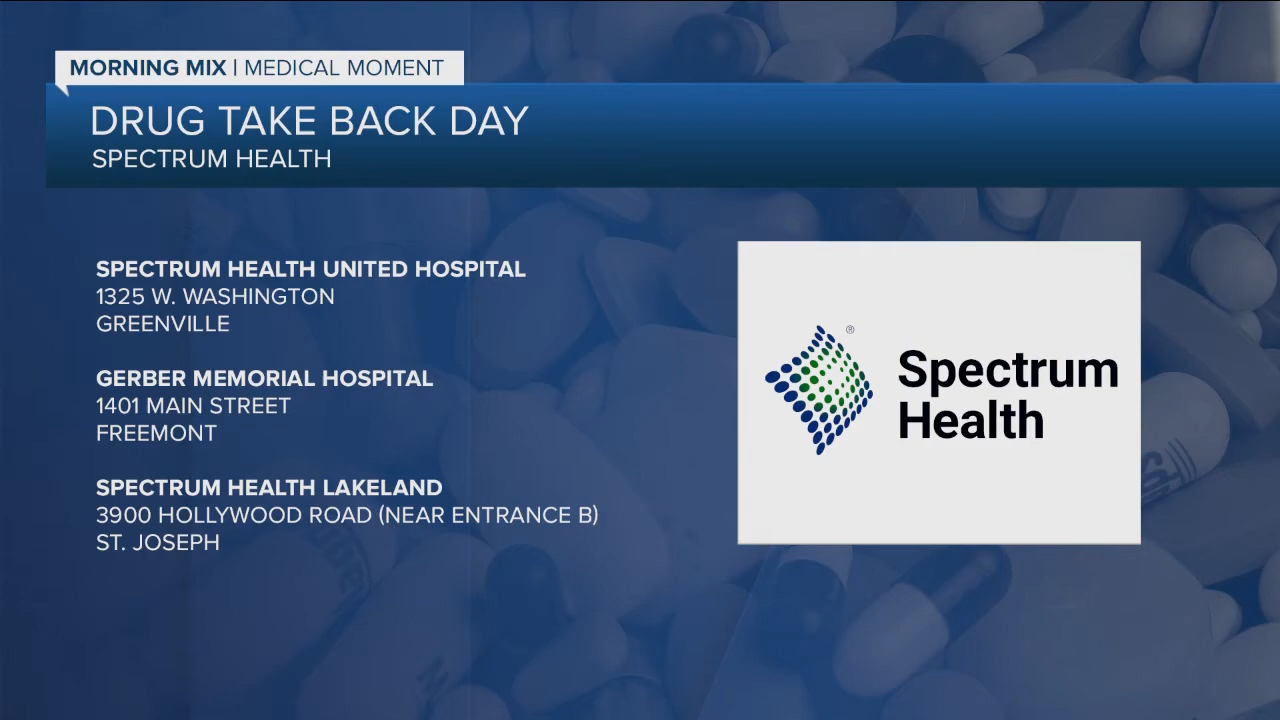 MORNING MIX | MEDICAL MOMENT
DRUG TAKE BACK DAY
SPECTRUM HEALTH
SPECTRUM HEALTH UNITED HOSPITAL
1325 W. WASHINGTON
GREENVILLE
GERBER MEMORIAL HOSPITAL
1401 MAIN STREET
FREEMONT
SPECTRUM HEALTH LAKELAND
3900 HOLLYWOOD ROAD (NEAR ENTRANCE B)
ST. JOSEPH
®
Spectrum
Health